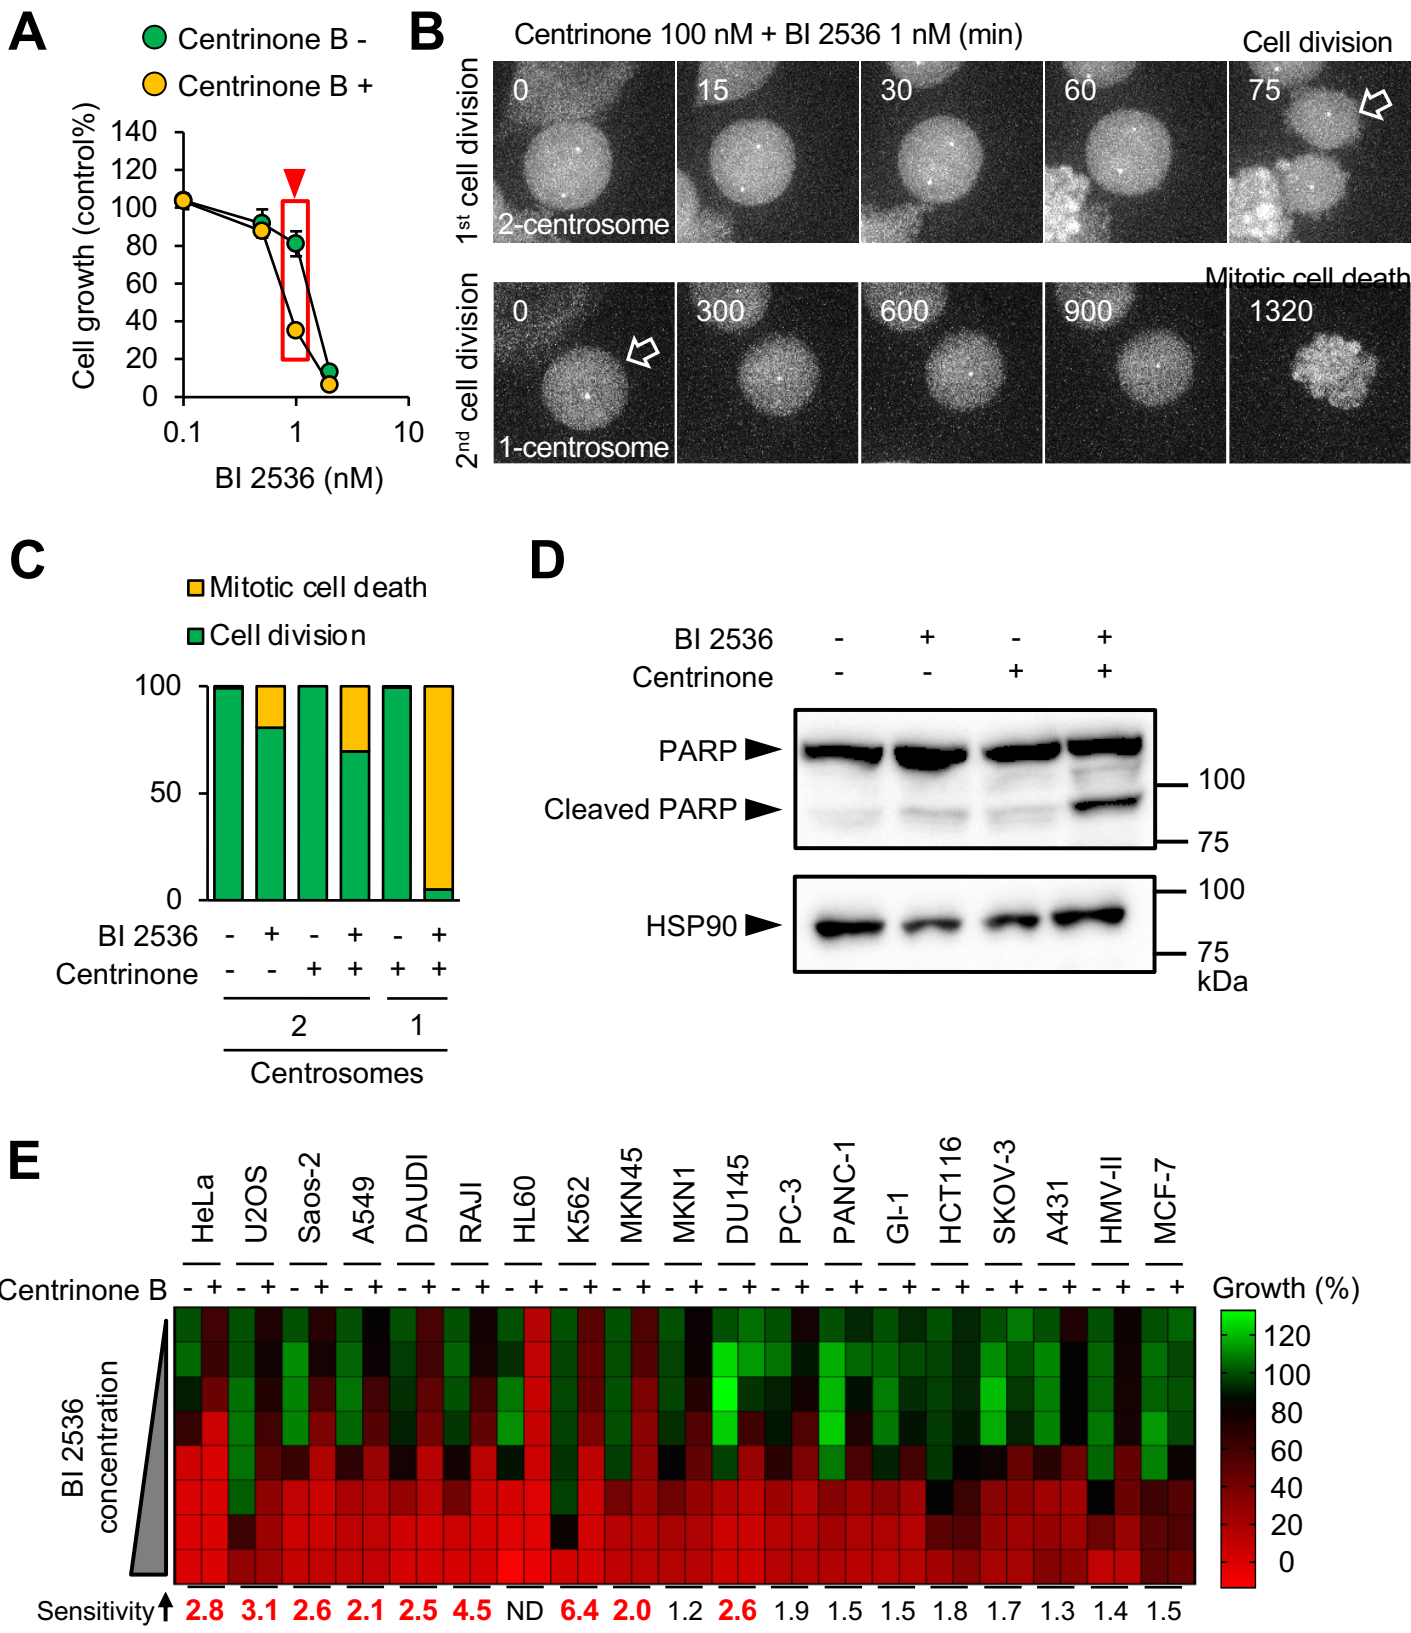 A
Centrinone B -
Centrinone B +
Cell growth (control%)
140
120
100
80
60
40
20
0
0.1
1
10
BI 2536 (nM)
B
Centrinone 100 nM + BI 2536 1 nM (min)
Cell division
1st cell division
0
15
30
60
75
2-centrosome
Mitotic cell death
2nd cell division
0
300
600
900
1320
1-centrosome
C
Mitotic cell death
Cell division
100
50
0
BI 2536 - + - + - +
Centrinone - - + + + +
2 1
Centrosomes
D
BI 2536 - + - +
Centrinone - - + +
PARP
100
Cleaved PARP
75
100
HSP90
75
kDa
E
HeLa
U2OS
Saos-2
A549
DAUDI
RAJI
HL60
K562
MKN45
MKN1
DU145
PC-3
PANC-1
GI-1
HCT116
SKOV-3
A431
HMV-II
MCF-7
Centrinone B - + - + - + - + - + - + - + - + - + - + - + - + - + - + - + - + - + - + - +
Growth (%)
BI 2536
concentration
120
100
80
60
40
20
0
Sensitivity 2.8 3.1 2.6 2.1 2.5 4.5 ND 6.4 2.0 1.2 2.6 1.9 1.5 1.5 1.8 1.7 1.3 1.4 1.5